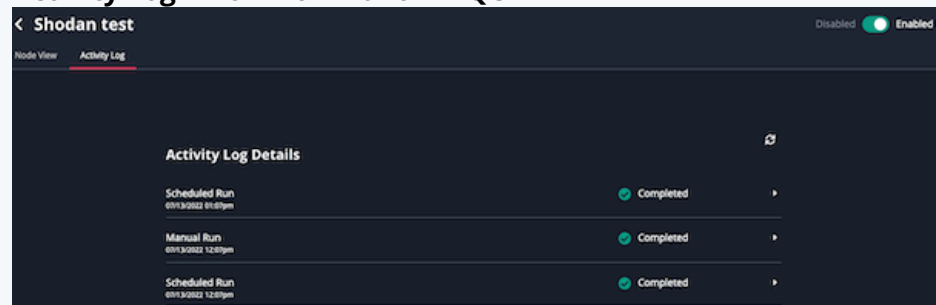 < Shodan test
Disabled Enabled
Node View Activity Log
Activity Log Details
Scheduled Run Completed
07/13/2022 01:07pm
Manual Run Completed
07/13/2022 12:07pm
Scheduled Run Completed
07/13/2022 12:07pm